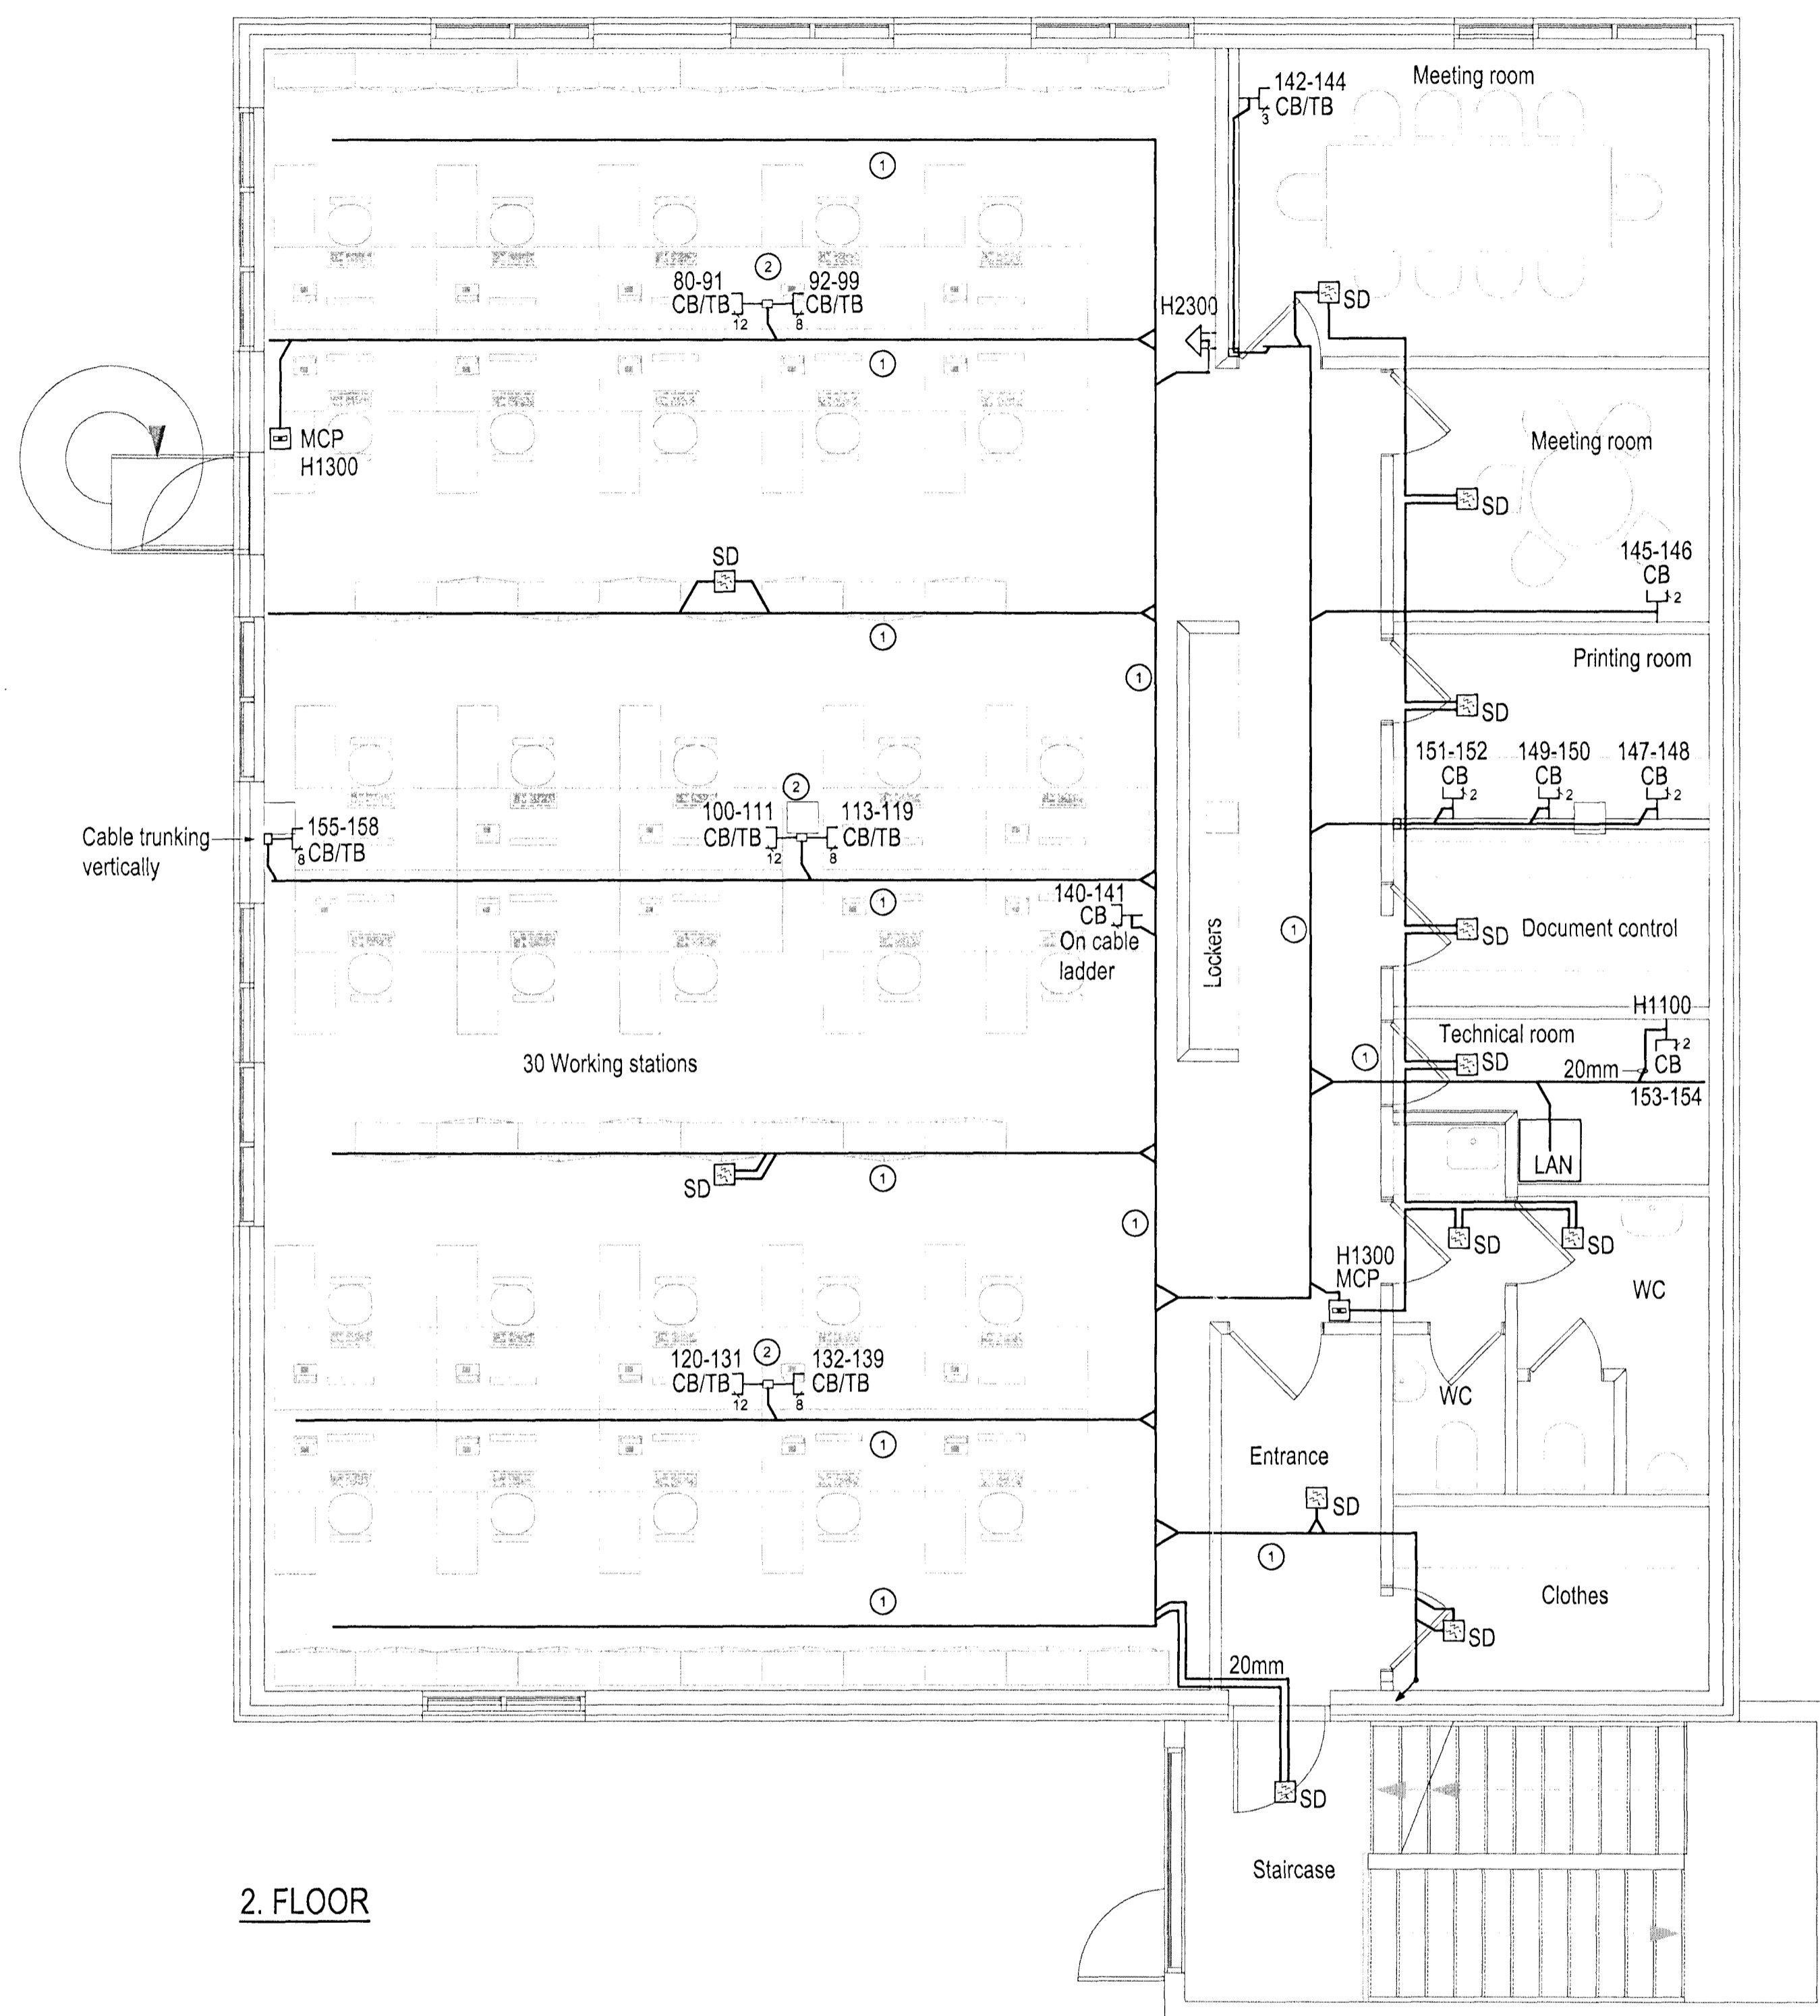 Meeting room
142-144
CB/TB
3
1
2
80-91
CB/TB
12
92-99
CB/TB
8
H2300
SD
1
MCP
H1300
Meeting room
SD
SD
145-146
CB
2
1
Printing room
1
SD
151-152
CB
2
149-150
CB
2
147-148
CB
2
2
100-111
CB/TB
12
113-119
CB/TB
8
Cable trunking
vertically
155-158
CB/TB
8
1
140-141
CB
On cable
ladder
Lockers
1
SD
Document control
H1100
Technical room
1
SD
20mm
2
CB
153-154
30 Working stations
LAN
SD
1
1
SD
SD
H1300
MCP
WC
2
120-131
CB/TB
12
132-139
CB/TB
8
WC
1
Entrance
SD
1
1
Clothes
SD
20mm
SD
Staircase
2. FLOOR